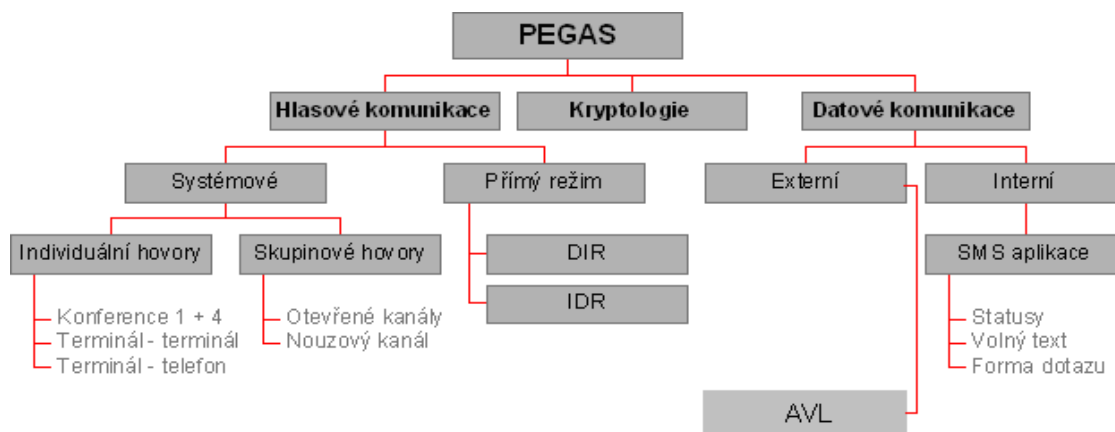 PEGAS
Hlasové komunikace
Kryptologie
Datové komunikace
Systémové
Přímý režim
Externí
Interní
Individuální hovory
Skupinové hovory
DIR
SMS aplikace
IDR
Konference 1 + 4
Terminál - terminál
Terminál - telefon
Otevřené kanály
Nouzový kanál
Statusy
Volný text
Forma dotazu
AVL